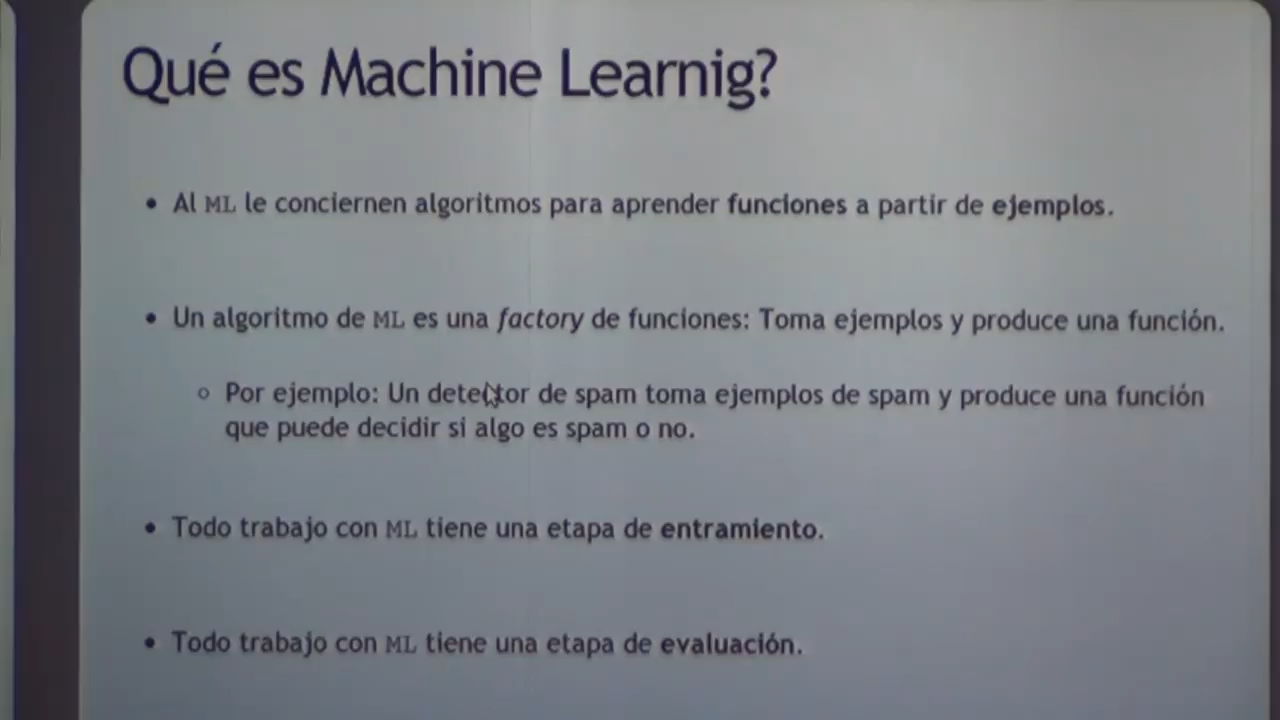 Qué es Machine Learnig?
• Al ML le conciernen algoritmos para aprender funciones a partir de ejemplos.
• Un algoritmo de ML es una factory de funciones: Toma ejemplos y produce una función.
○ Por ejemplo: Un detector de spam toma ejemplos de spam y produce una función
que puede decidir si algo es spam o no.
• Todo trabajo con ML tiene una etapa de entramiento.
• Todo trabajo con ML tiene una etapa de evaluación.